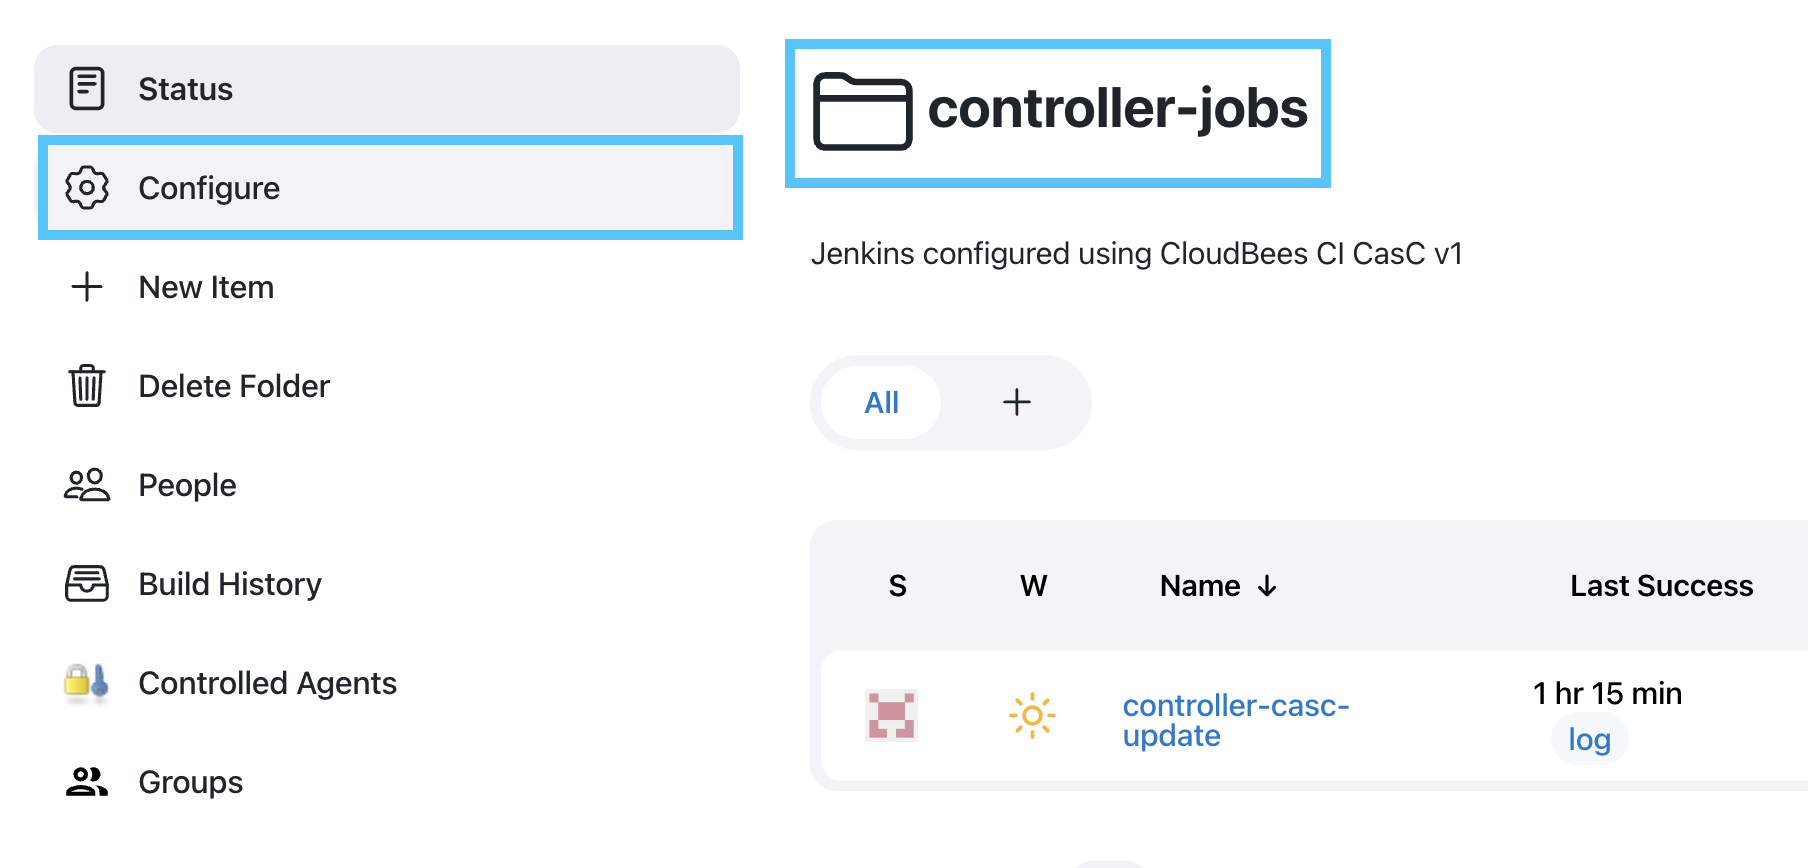 Status
Configure
New Item
Delete Folder
People
Build History
Controlled Agents
Groups
controller-jobs
Jenkins configured using CloudBees CI CasC v1
All
S W Name ↓ Last Success
controller-casc-
update
1 hr 15 min
log